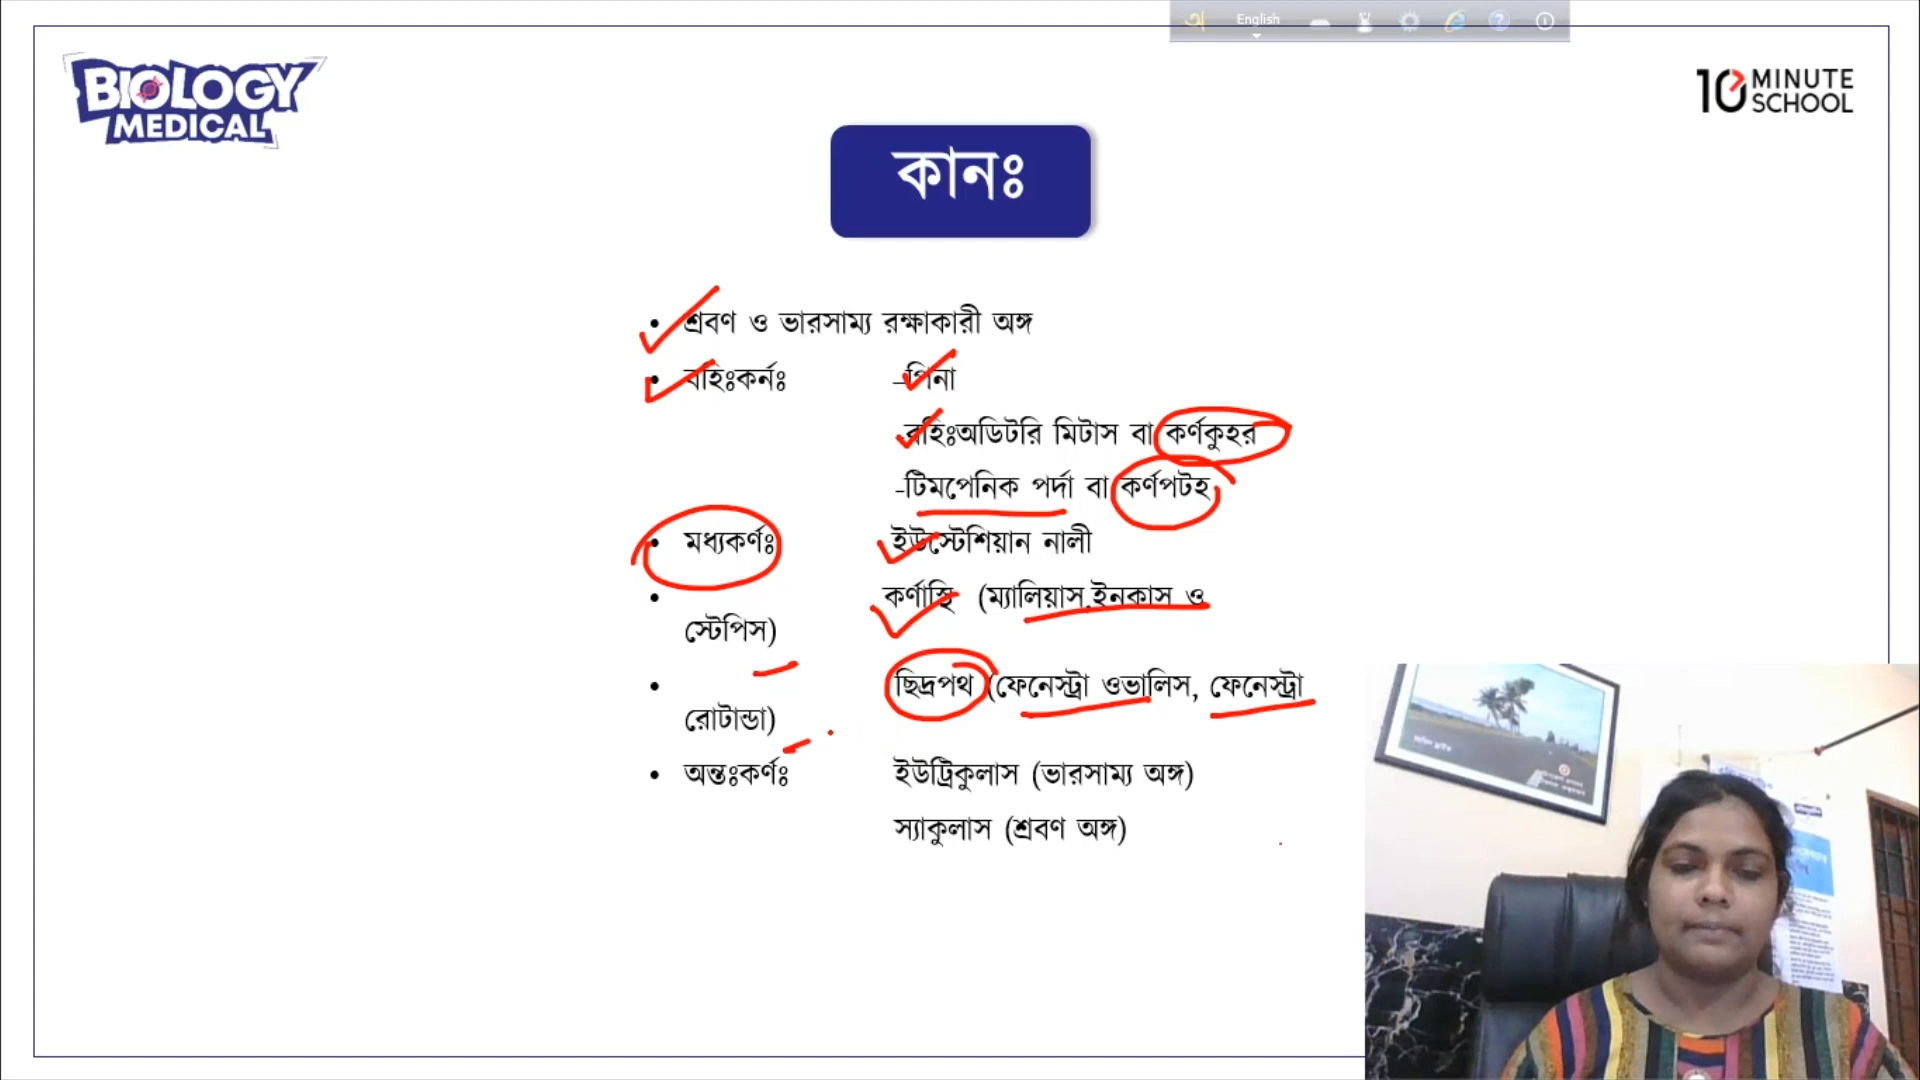 English
BIOLOGY
MEDICAL
10 MINUTE
SCHOOL
কানঃ
• শ্রবণ ও ভারসাম্য রক্ষাকারী অঙ্গ
• বহিঃকর্নঃ –পিনা
-বহিঃঅডিটরি মিটাস বা কর্ণকুহর
-টিমপেনিক পর্দা বা কর্ণপটহ
• মধ্যকর্ণঃ ইউস্টেশিয়ান নালী
• কর্ণাস্থি (ম্যালিয়াস,ইনকাস ও
স্টেপিস)
• ছিদ্রপথ (ফেনেস্ট্রা ওভালিস, ফেনেস্ট্রা
রোটান্ডা)
• অন্তঃকর্ণঃ ইউট্রিকুলাস (ভারসাম্য অঙ্গ)
স্যাকুলাস (শ্রবণ অঙ্গ)